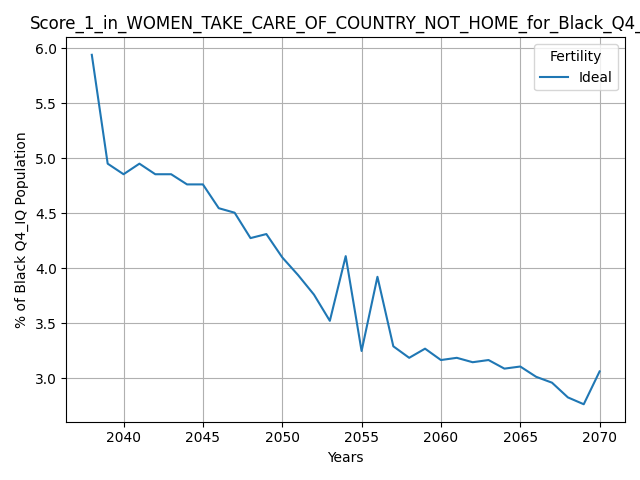 Score_1_in_WOMEN_TAKE_CARE_OF_COUNTRY_NOT_HOME_for_Black_Q4_
Fertility
Ideal
% of Black Q4_IQ Population
6.0
5.5
5.0
4.5
4.0
3.5
3.0
2040 2045 2050 2055 2060 2065 2070
Years